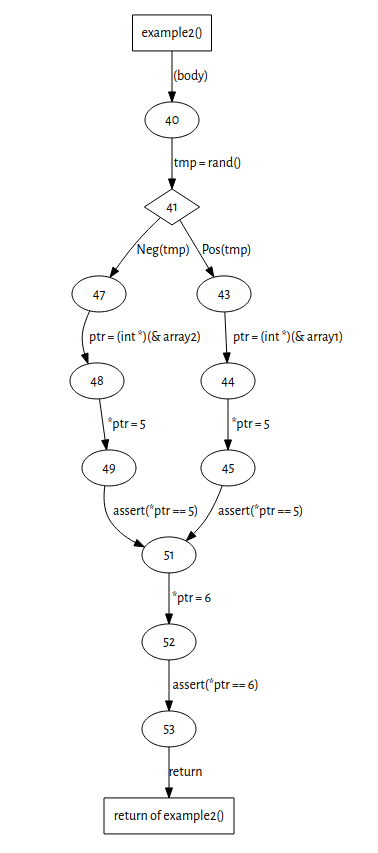 example2()
(body)
40
tmp = rand()
41
Neg(tmp) Pos(tmp)
47 43
ptr = (int *)(& array2) ptr = (int *)(& array1)
48 44
*ptr = 5 *ptr = 5
49 45
assert(*ptr == 5) assert(*ptr == 5)
51
*ptr = 6
52
assert(*ptr == 6)
53
return
return of example2()